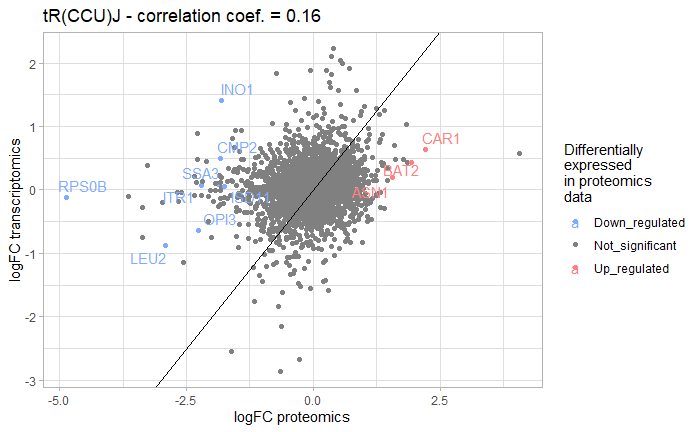 tR(CCU)J - correlation coef. = 0.16
logFC transcriptomics
2
1
0
-1
-2
-3
INO1
CMP2
CAR1
SSA3
BAT2
RPS0B
ITR1
ASN1
OPI3
LEU2
-5.0
-2.5
0.0
2.5
logFC proteomics
Differentially
expressed
in proteomics
data
a Down_regulated
Not_significant
a Up_regulated